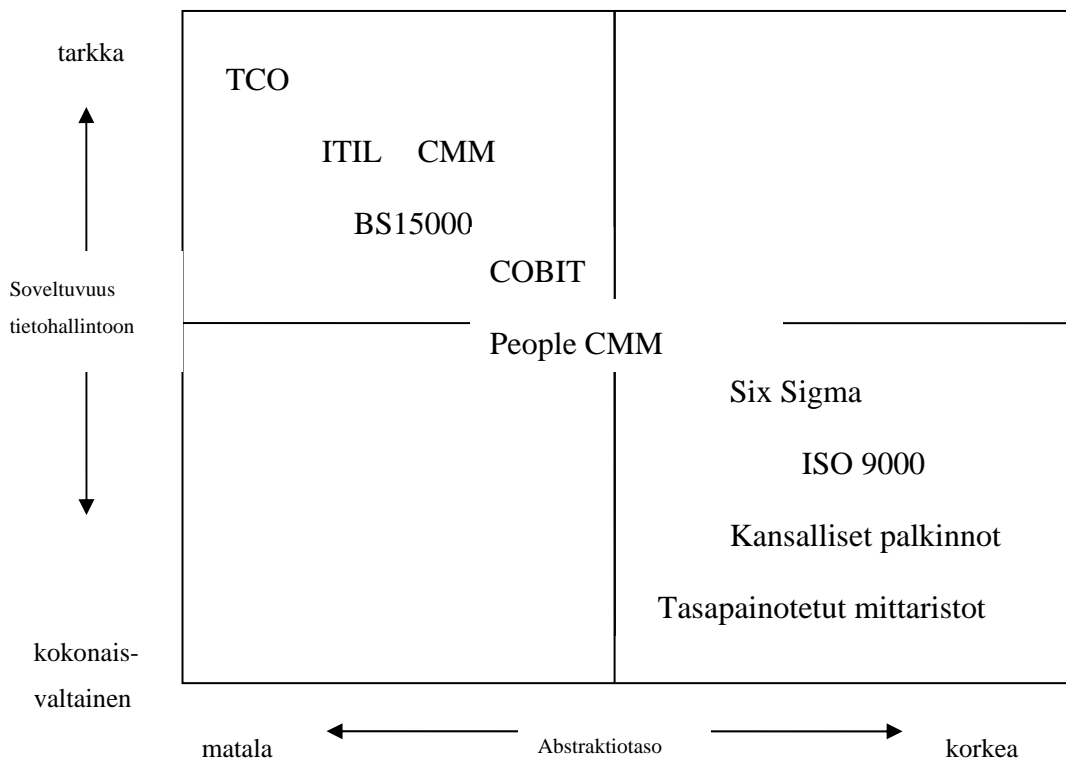 tarkka
TCO
ITIL CMM
BS15000
COBIT
Soveltuvuus
tietohallintoon
People CMM
Six Sigma
ISO 9000
Kansalliset palkinnot
Tasapainotetut mittaristot
kokonais-
valtainen
matala
Abstraktiotaso
korkea